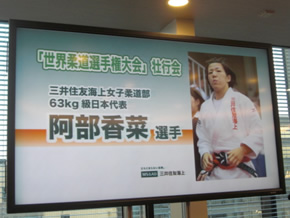 「世界柔道選手権大会」壮行会
三井住友海上女子柔道部
63kg級日本代表
阿部香菜 選手
MS&AD 三井住友海上